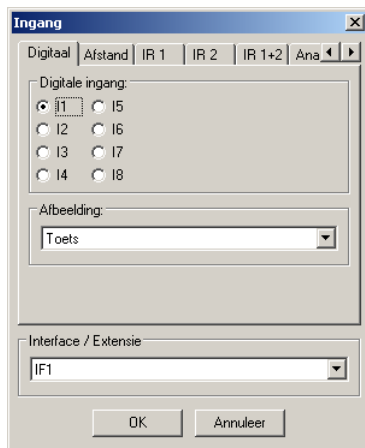 Ingang
Digitaal Afstand IR 1 IR 2 IR 1+2 Ana
Digitale ingang:
I1 I5
I2 I6
I3 I7
I4 I8
Afbeelding:
Toets
Interface / Extensie
IF1
OK Annuleer